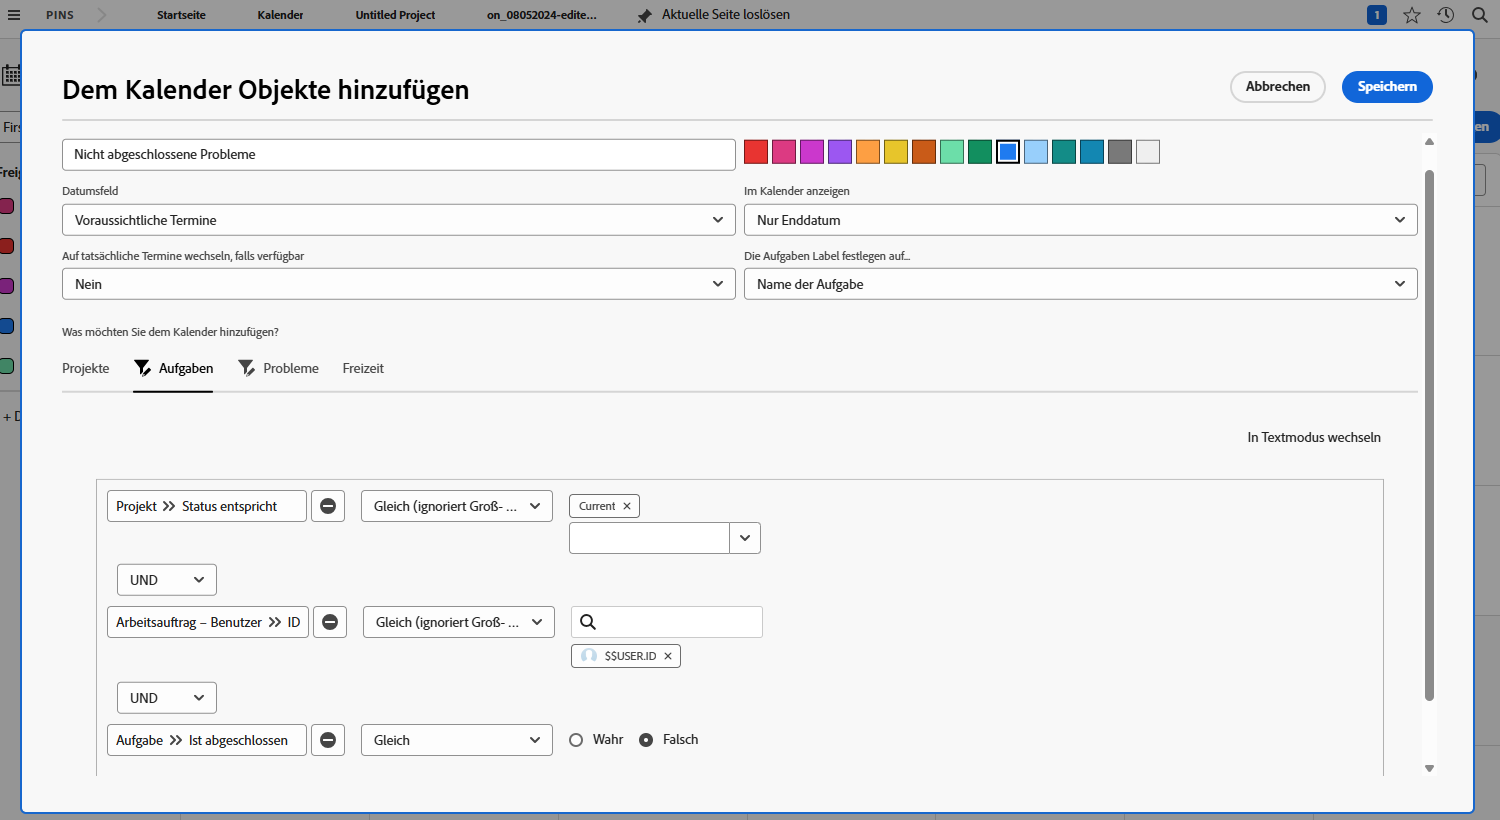 PINS Startseite Kalender Untitled Project on_08052024-edite... Aktuelle Seite loslösen 1
Dem Kalender Objekte hinzufügen
Abbrechen Speichern
Nicht abgeschlossene Probleme
Datumsfeld Im Kalender anzeigen
Voraussichtliche Termine Nur Enddatum
Auf tatsächliche Termine wechseln, falls verfügbar Die Aufgaben Label festlegen auf...
Nein Name der Aufgabe
Was möchten Sie dem Kalender hinzufügen?
Projekte Aufgaben Probleme Freizeit
In Textmodus wechseln
Projekt Status entspricht Gleich (ignoriert Groß- ... Current
UND
Arbeitsauftrag – Benutzer ID Gleich (ignoriert Groß- ...
$$USER.ID
UND
Aufgabe Ist abgeschlossen Gleich Wahr Falsch